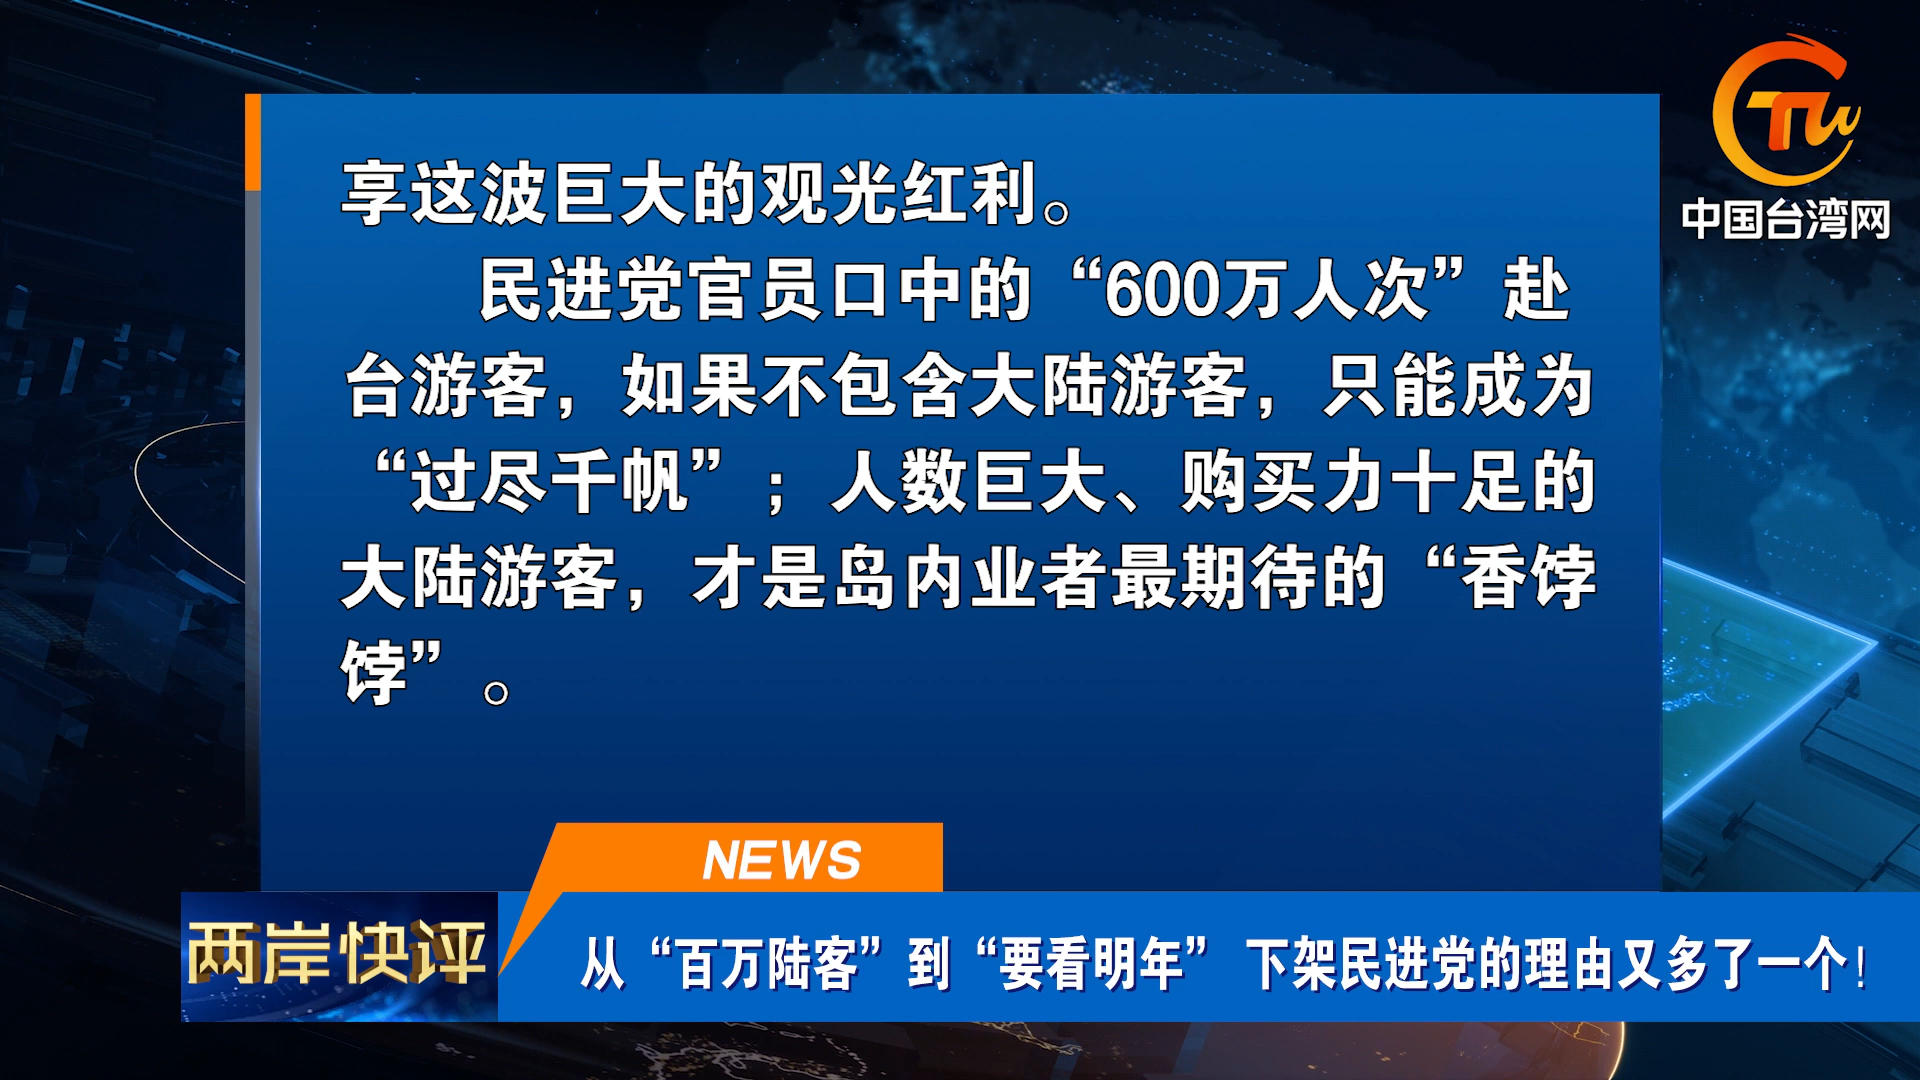 享这波巨大的观光红利。
民进党官员口中的“600万人次”赴
台游客，如果不包含大陆游客，只能成为
“过尽千帆”；人数巨大、购买力十足的
大陆游客，才是岛内业者最期待的“香饽
饽”。
TW
中国台湾网
NEWS
两岸快评
从“百万陆客”到“要看明年” 下架民进党的理由又多了一个！